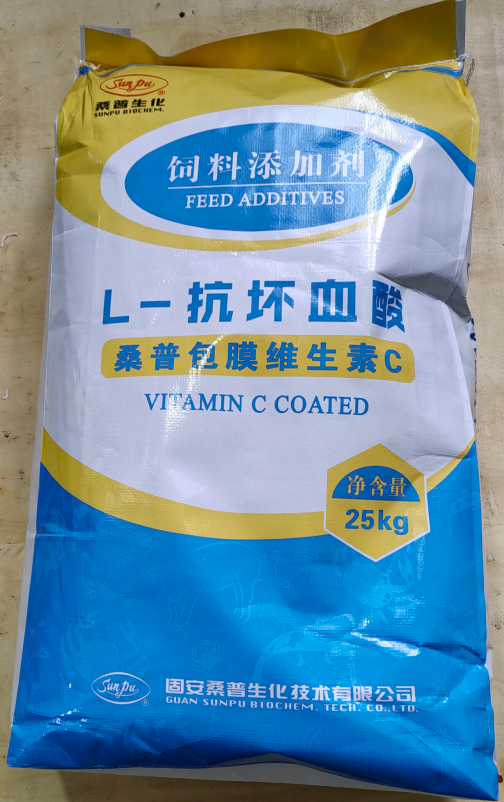 Sunpu®
桑普生化
SUNPU BIOCHEM.
饲料添加剂
FEED ADDITIVES
L-抗坏血酸
桑普包膜维生素C
VITAMIN C COATED
净含量
25kg
Sunpu®
固安桑普生化技术有限公司
GUAN SUNPU BIOCHEM. TECH. CO.,LTD.